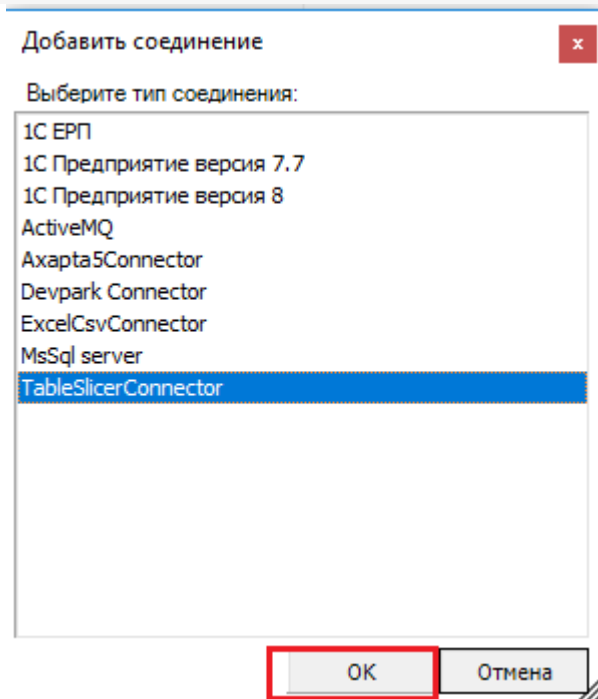 Добавить соединение
x
Выберите тип соединения:
1С ЕРП
1С Предприятие версия 7.7
1С Предприятие версия 8
ActiveMQ
Axapta5Connector
Devpark Connector
ExcelCsvConnector
MsSql server
TableSlicerConnector
ОК Отмена